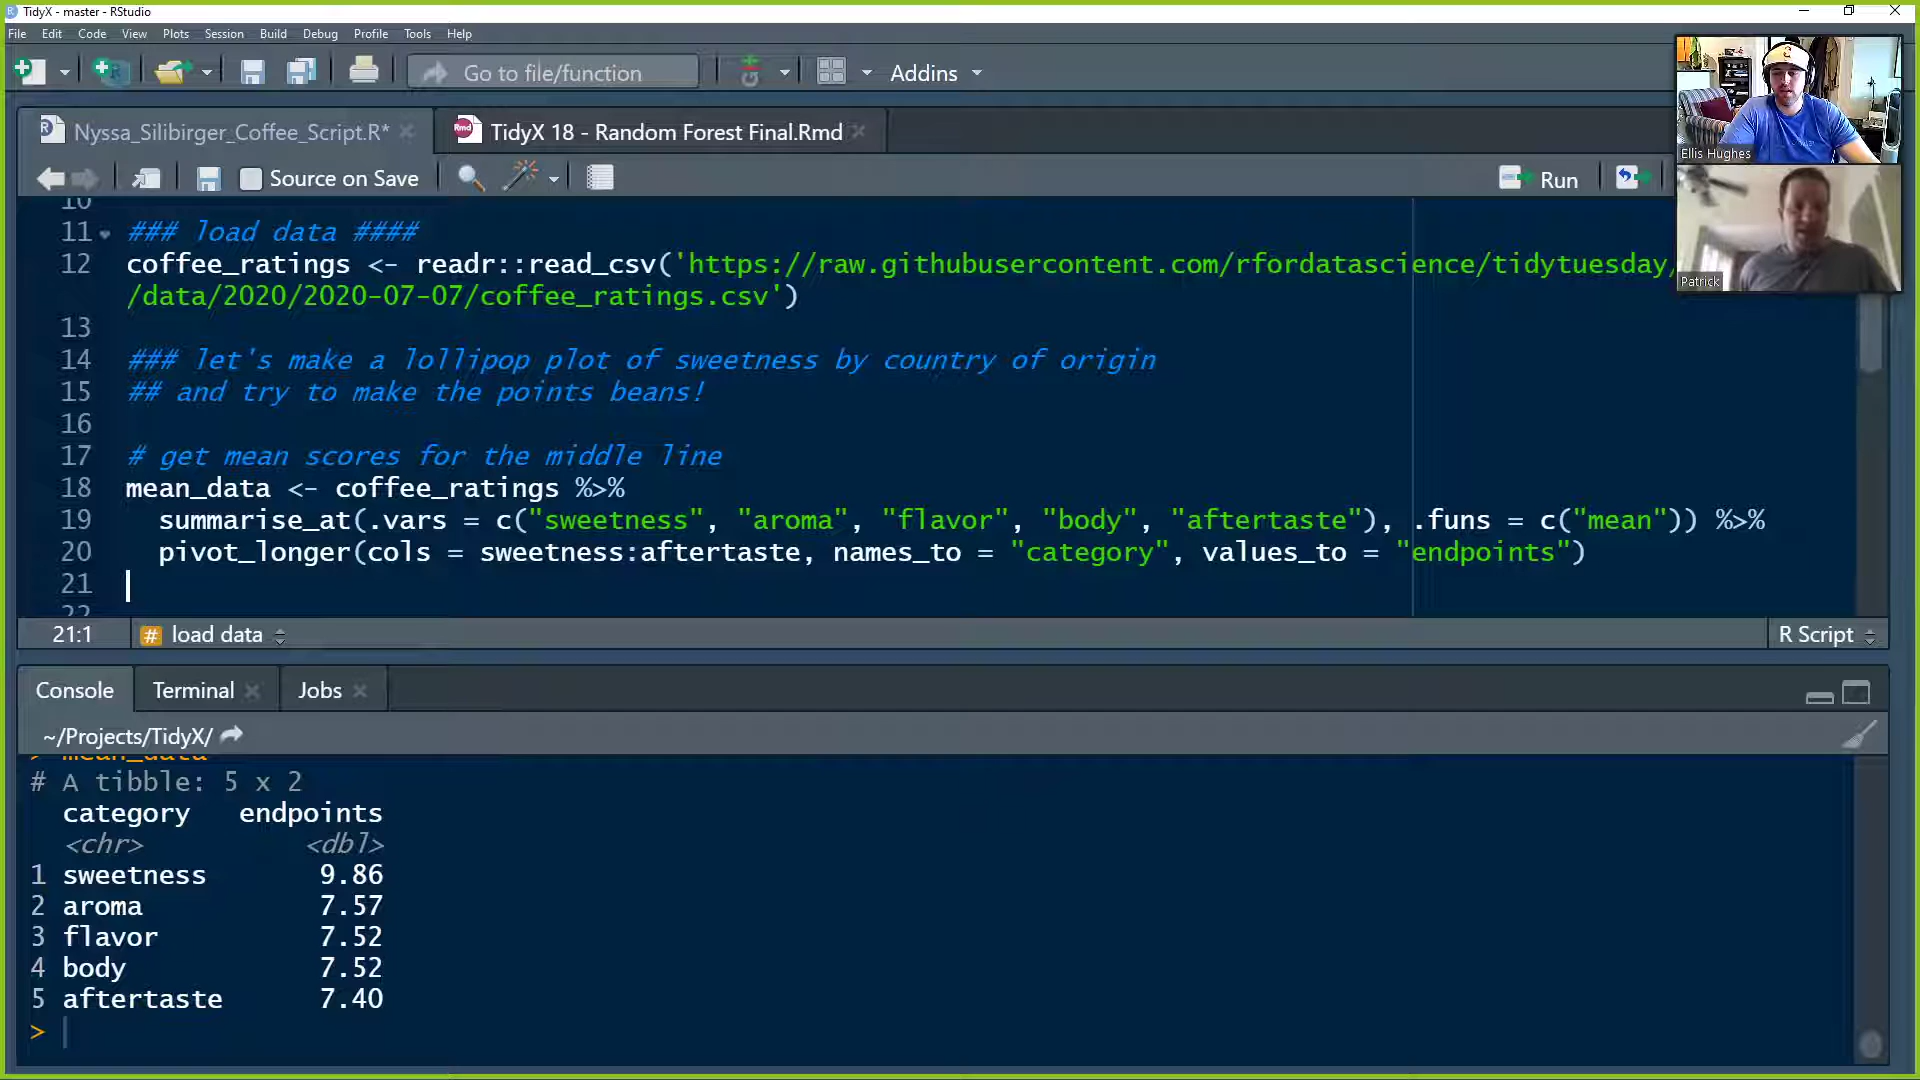 TidyX - master - RStudio
File Edit Code View Plots Session Build Debug Profile Tools Help
Go to file/function
Addins
Ellis Hughes
Patrick
Nyssa_Silibirger_Coffee_Script.R*
TidyX 18 - Random Forest Final.Rmd
Source on Save
Run
10
11 ### load data ####
12 coffee_ratings <- readr::read_csv('https://raw.githubusercontent.com/rfordatascience/tidytuesday/
/data/2020/2020-07-07/coffee_ratings.csv')
13
14 ### let's make a lollipop plot of sweetness by country of origin
15 ## and try to make the points beans!
16
17 # get mean scores for the middle line
18 mean_data <- coffee_ratings %>%
19 summarise_at(.vars = c("sweetness", "aroma", "flavor", "body", "aftertaste"), .funs = c("mean")) %>%
20 pivot_longer(cols = sweetness:aftertaste, names_to = "category", values_to = "endpoints")
21
22
21:1 # load data R Script
Console Terminal Jobs
~/Projects/TidyX/
> mean_data
# A tibble: 5 x 2
category endpoints
<chr> <dbl>
1 sweetness 9.86
2 aroma 7.57
3 flavor 7.52
4 body 7.52
5 aftertaste 7.40
>